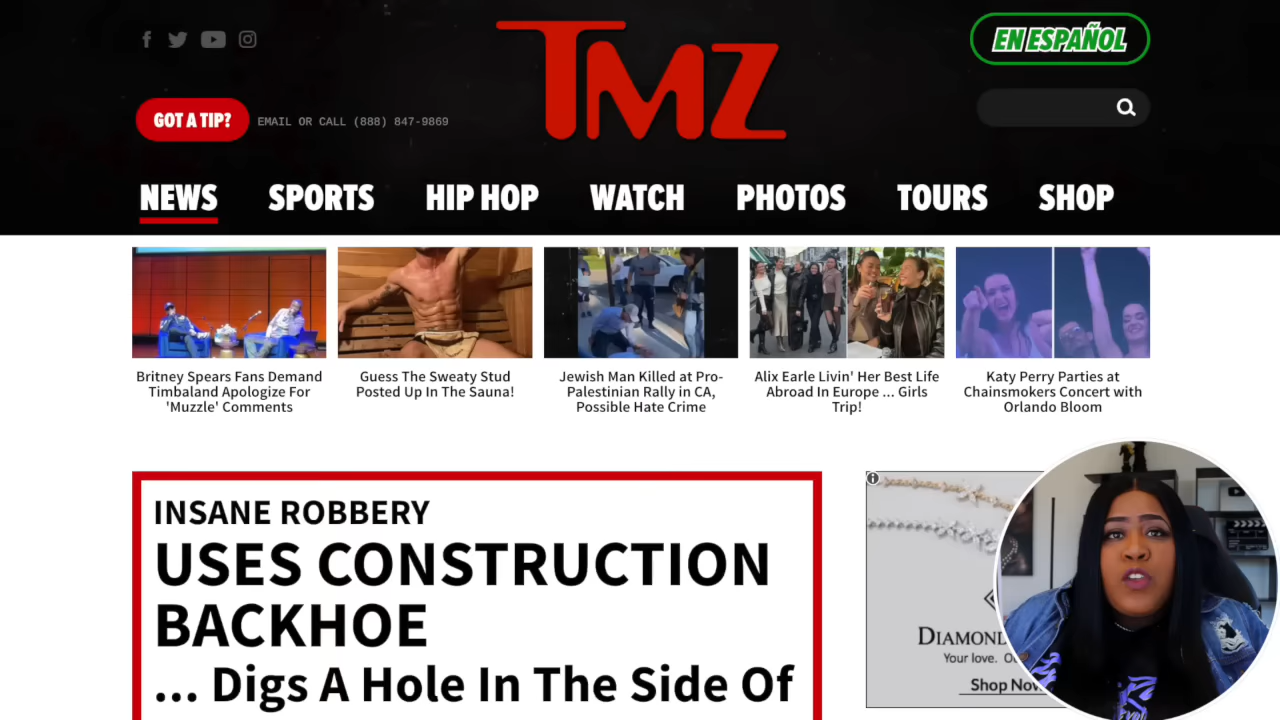 TMZ
EN ESPAÑOL
GOT A TIP?
EMAIL OR CALL (888) 847-9869
NEWS
SPORTS
HIP HOP
WATCH
PHOTOS
TOURS
SHOP
Britney Spears Fans Demand
Timbaland Apologize For
'Muzzle' Comments
Guess The Sweaty Stud
Posted Up In The Sauna!
Jewish Man Killed at Pro-
Palestinian Rally in CA,
Possible Hate Crime
Alix Earle Livin' Her Best Life
Abroad In Europe ... Girls
Trip!
Katy Perry Parties at
Chainsmokers Concert with
Orlando Bloom
INSANE ROBBERY
USES CONSTRUCTION
BACKHOE
... Digs A Hole In The Side Of
DIAMOND
Your love.
Shop Now